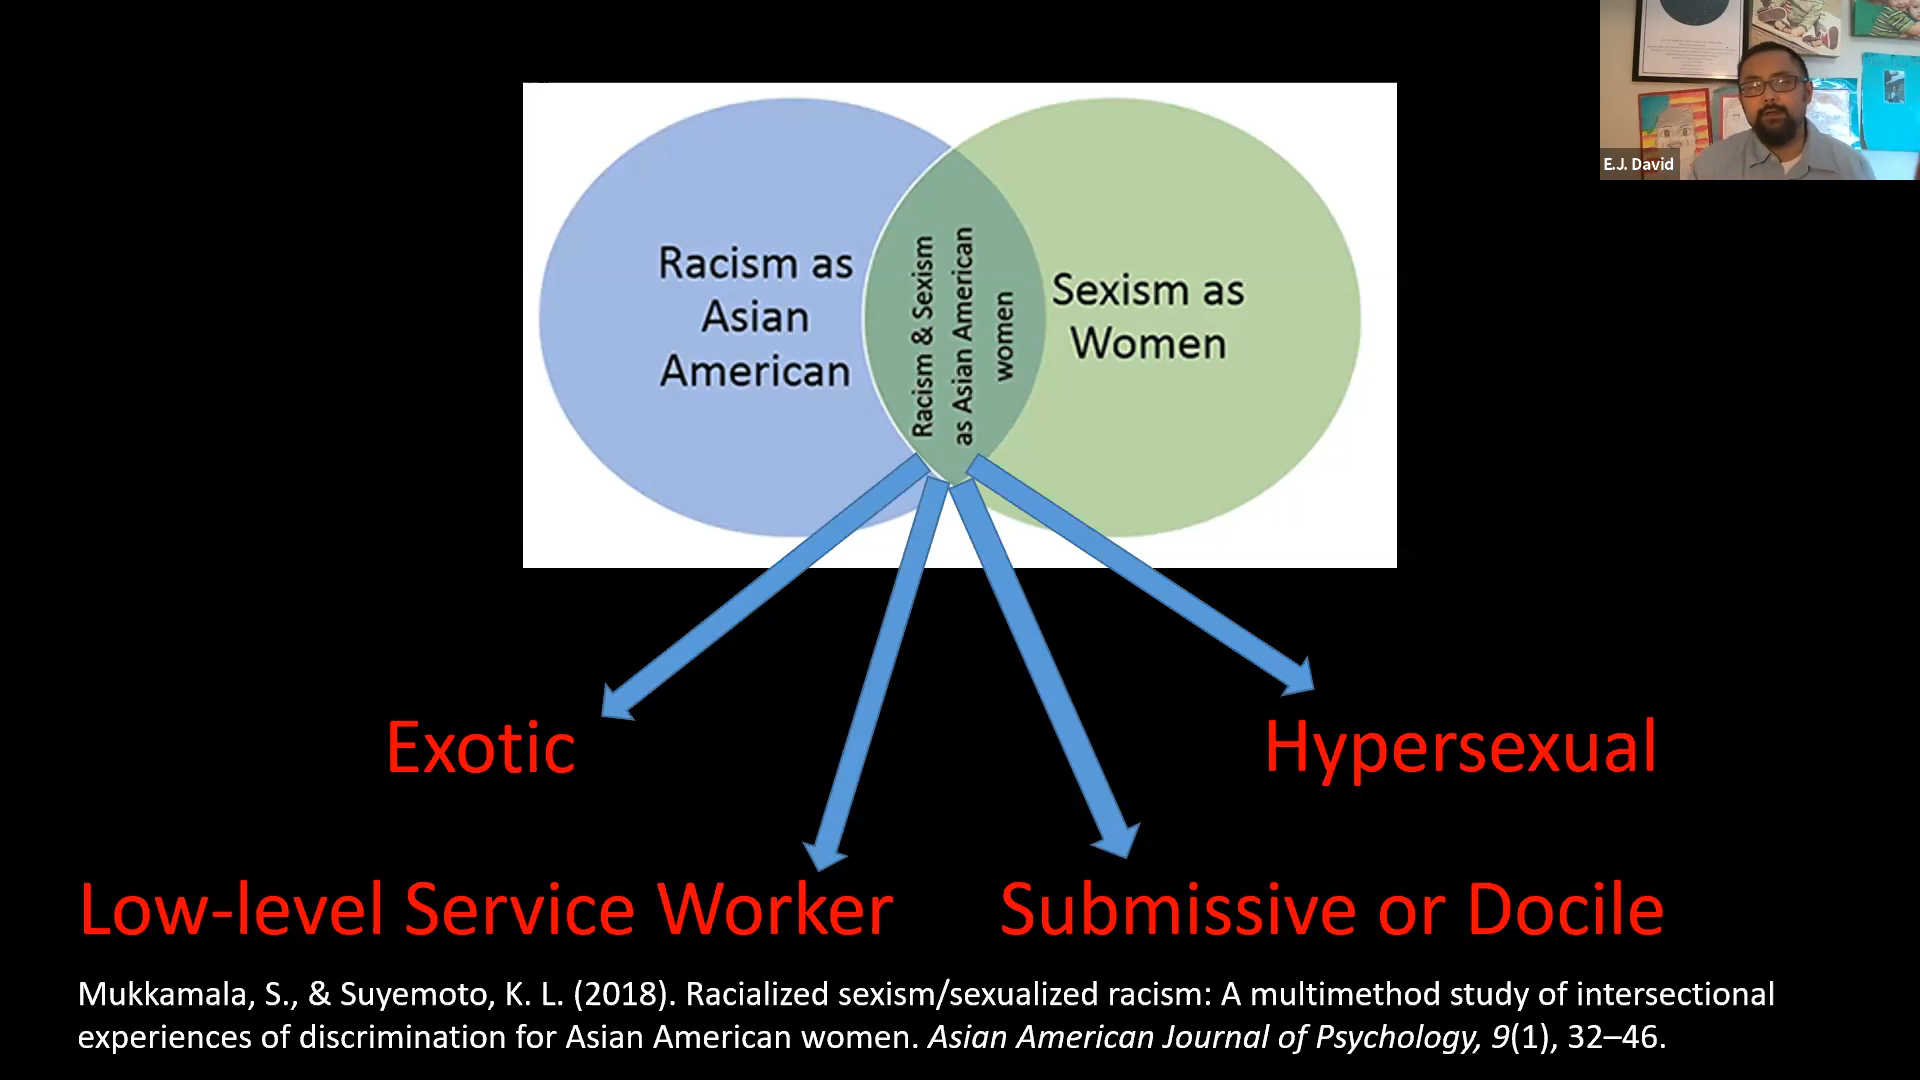 Racism as
Asian
American
Racism & Sexism
as Asian American
women
Sexism as
Women
E.J. David
Exotic
Hypersexual
Low-level Service Worker
Submissive or Docile
Mukkamala, S., & Suyemoto, K. L. (2018). Racialized sexism/sexualized racism: A multimethod study of intersectional
experiences of discrimination for Asian American women. Asian American Journal of Psychology, 9(1), 32–46.